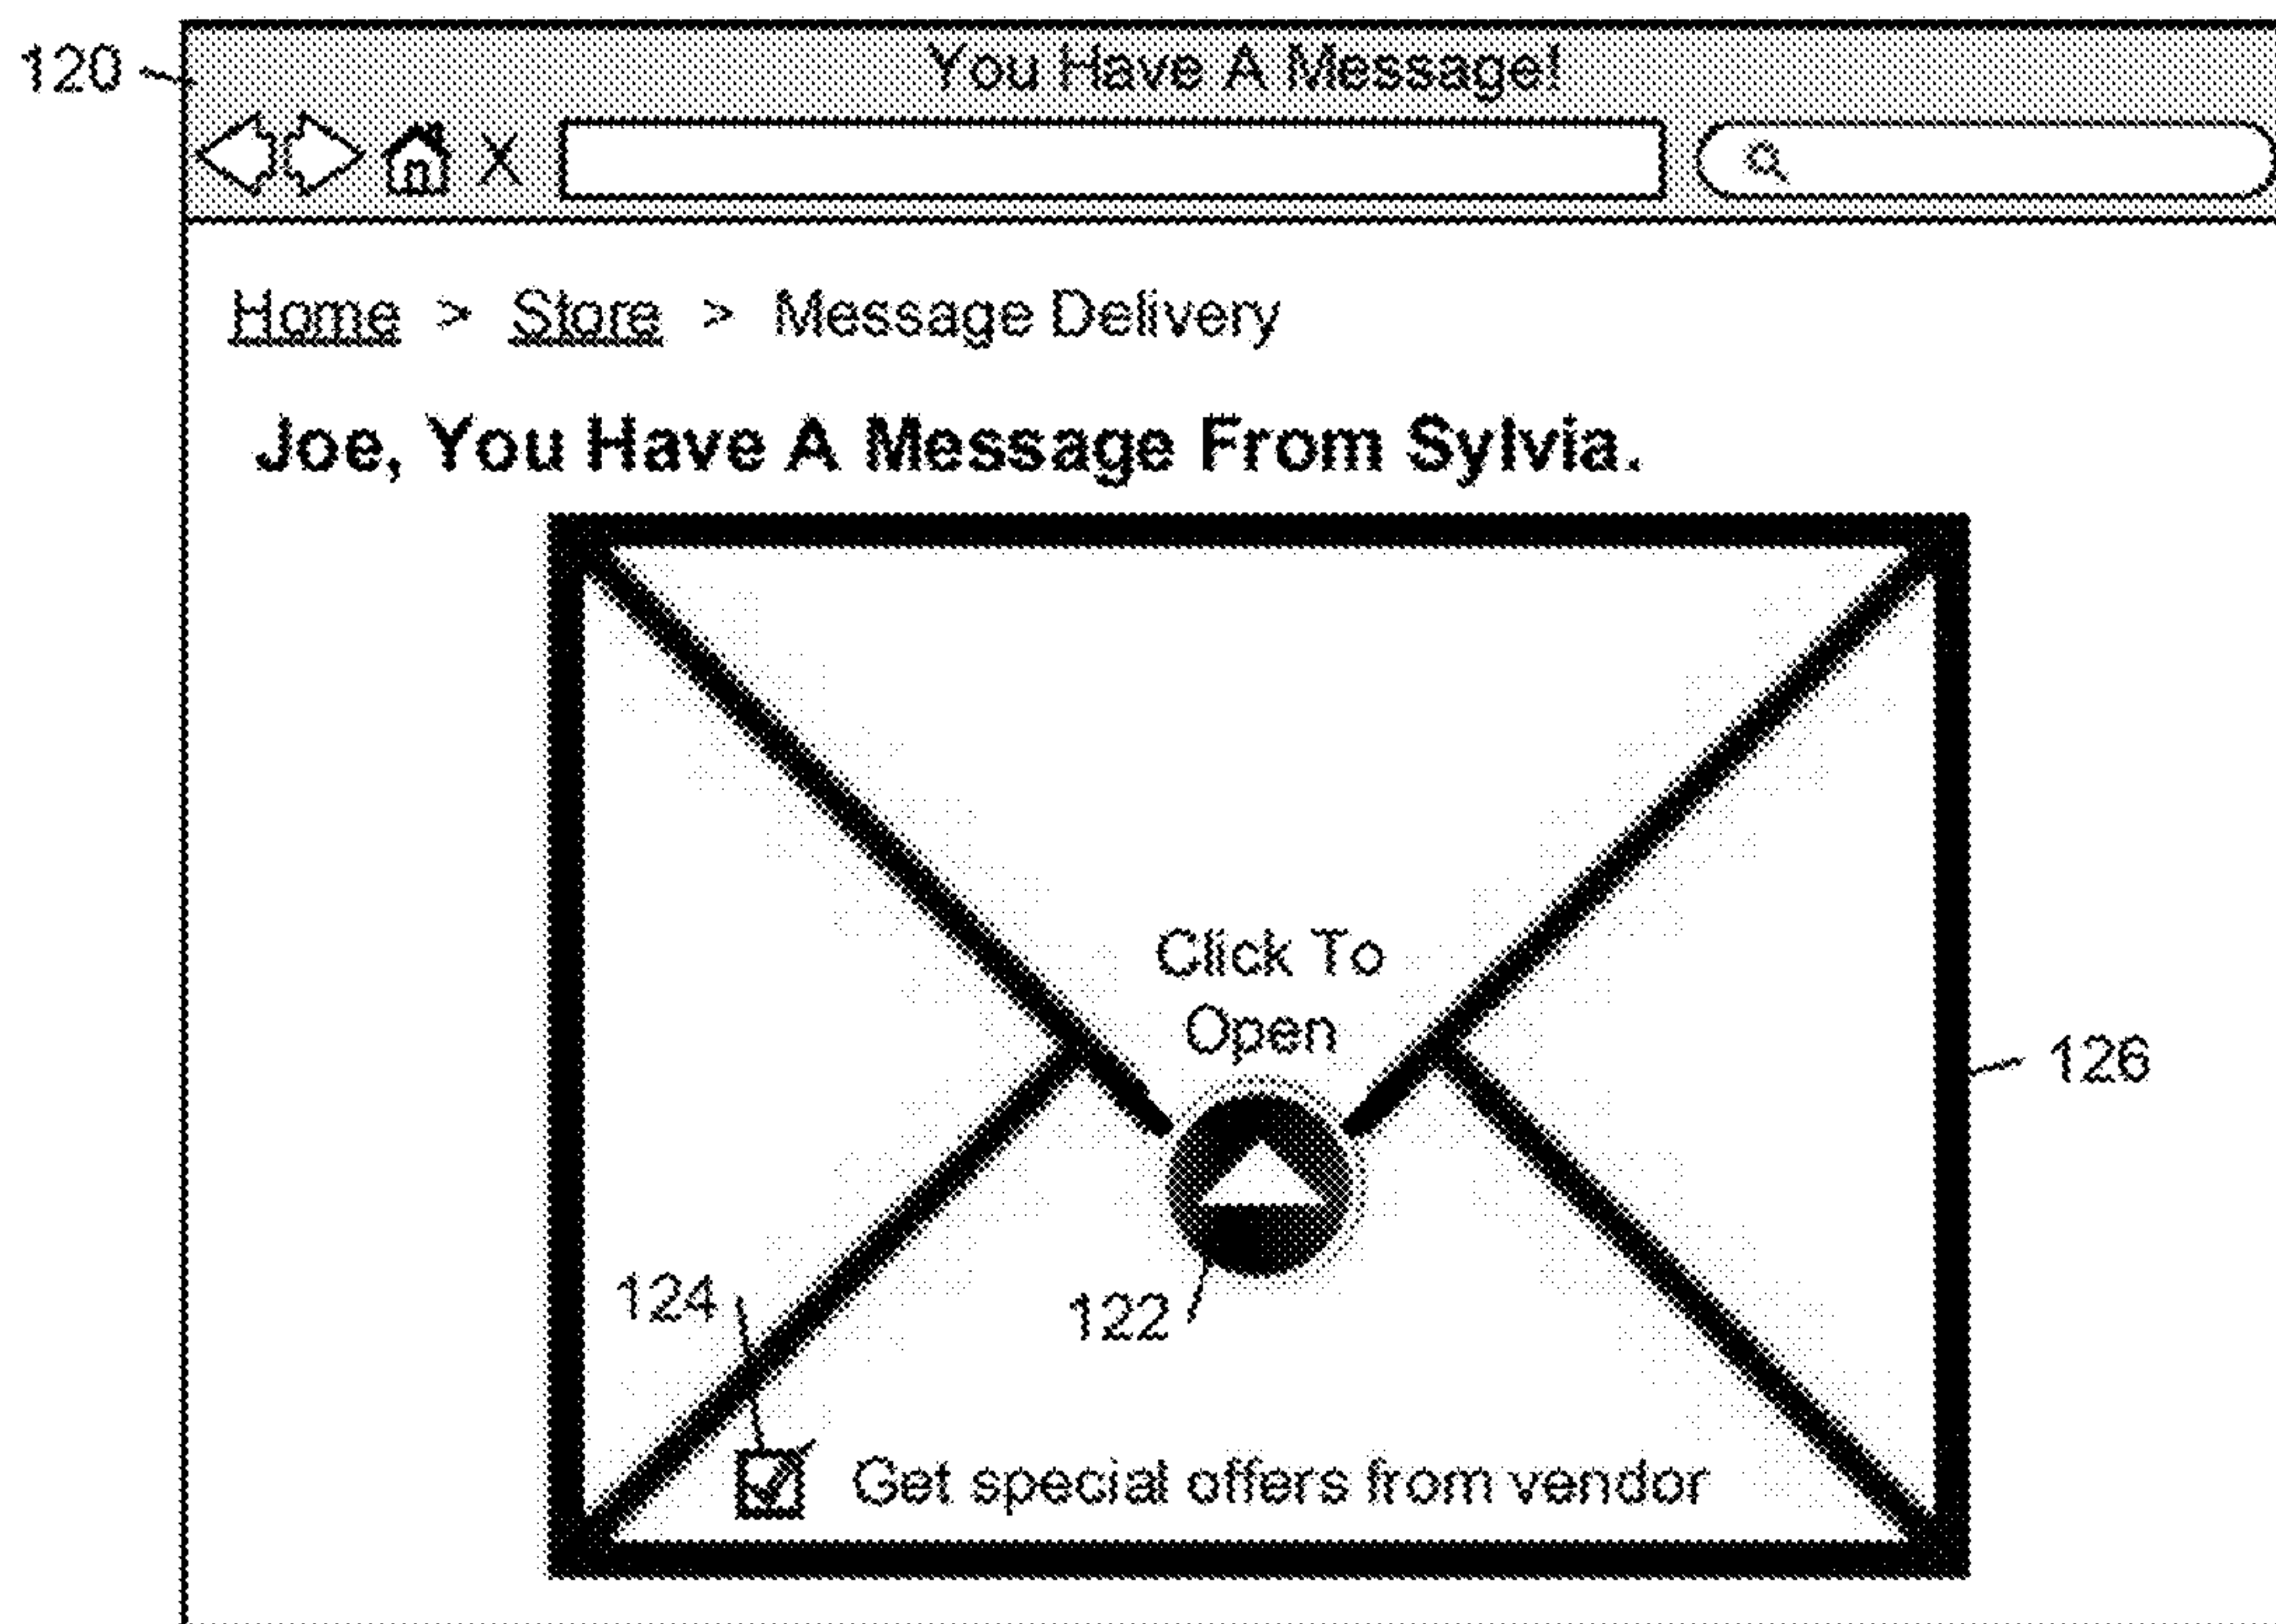 120
You Have A Message!
X
Home > Store > Message Delivery
Joe, You Have A Message From Sylvia.
Click To
Open
126
124
122
Get special offers from vendor